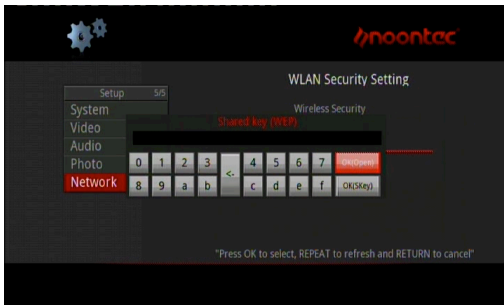 noontec
WLAN Security Setting
Setup 5/5
System
Wireless Security
Video
Shared key (WEP)
Audio
Photo
Network
0 1 2 3 <- 4 5 6 7 OK(Open)
8 9 a b c d e f OK(SKey)
"Press OK to select, REPEAT to refresh and RETURN to cancel"